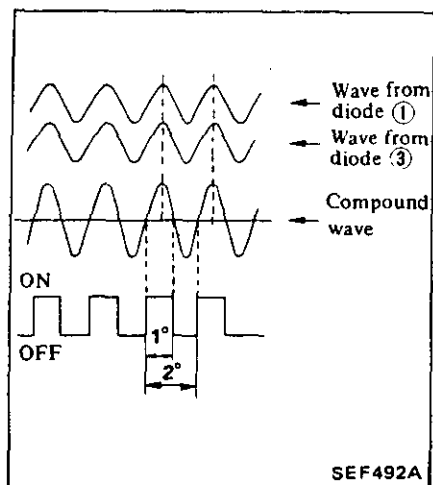 Wave from
diode ①
Wave from
diode ③
Compound
wave
ON
OFF
1°
2°
SEF492A